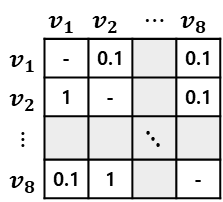 v₁ v₂ ⋯ v₈
v₁ - 0.1 0.1
v₂ 1 - 0.1
⋮ ⋱
v₈ 0.1 1 -